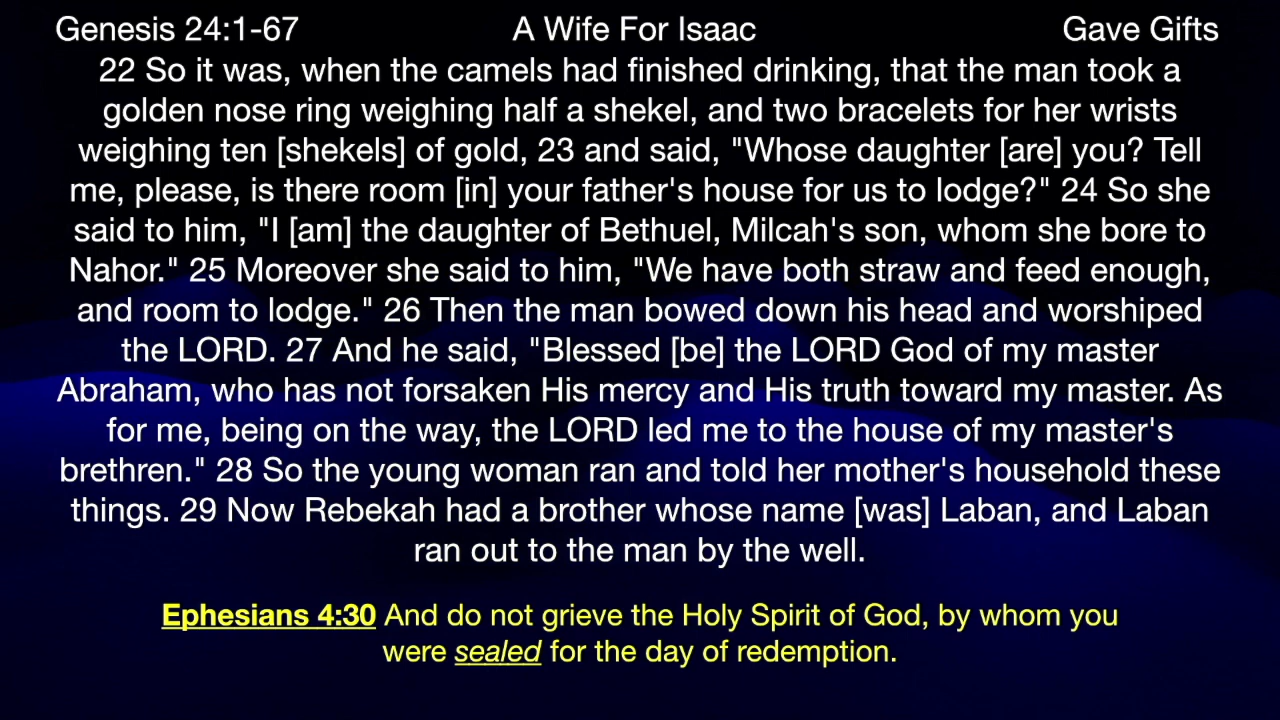 Genesis 24:1-67 A Wife For Isaac Gave Gifts
22 So it was, when the camels had finished drinking, that the man took a
golden nose ring weighing half a shekel, and two bracelets for her wrists
weighing ten [shekels] of gold, 23 and said, "Whose daughter [are] you? Tell
me, please, is there room [in] your father's house for us to lodge?" 24 So she
said to him, "I [am] the daughter of Bethuel, Milcah's son, whom she bore to
Nahor." 25 Moreover she said to him, "We have both straw and feed enough,
and room to lodge." 26 Then the man bowed down his head and worshiped
the LORD. 27 And he said, "Blessed [be] the LORD God of my master
Abraham, who has not forsaken His mercy and His truth toward my master. As
for me, being on the way, the LORD led me to the house of my master's
brethren." 28 So the young woman ran and told her mother's household these
things. 29 Now Rebekah had a brother whose name [was] Laban, and Laban
ran out to the man by the well.
Ephesians 4:30 And do not grieve the Holy Spirit of God, by whom you
were sealed for the day of redemption.